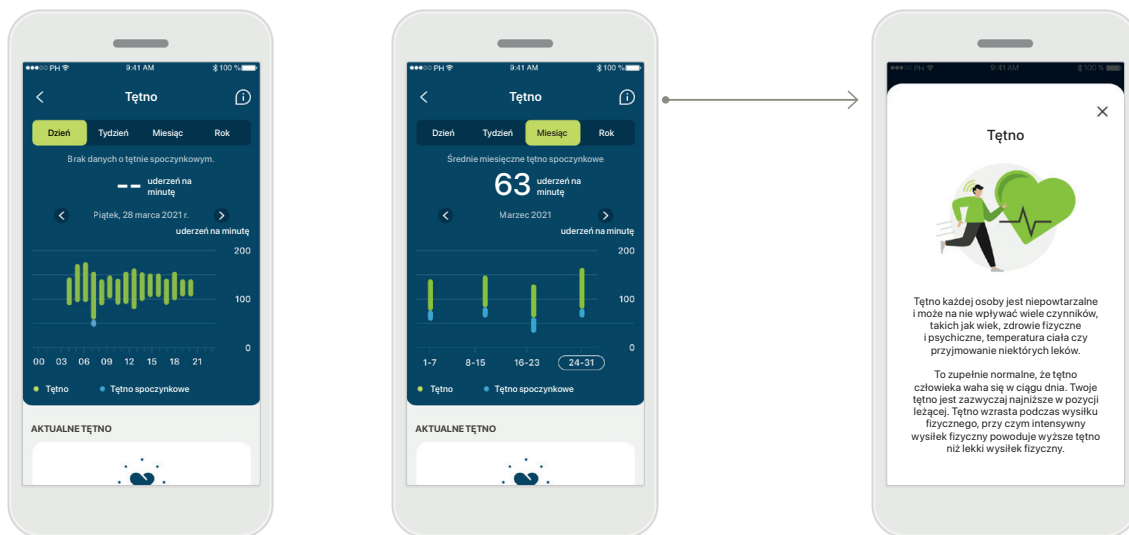 ●●●○○ PH 9:41 AM 100 %
Tętno
Dzień Tydzień Miesiąc Rok
Brak danych o tętnie spoczynkowym.
-- uderzeń na
minutę
Piątek, 28 marca 2021 r.
uderzeń na minutę
200
100
0
00 03 06 09 12 15 18 21
Tętno Tętno spoczynkowe
AKTUALNE TĘTNO
●●●○○ PH 9:41 AM 100 %
Tętno
Dzień Tydzień Miesiąc Rok
Średnie miesięczne tętno spoczynkowe
63 uderzeń na
minutę
Marzec 2021
uderzeń na minutę
200
100
0
1-7 8-15 16-23 24-31
Tętno Tętno spoczynkowe
AKTUALNE TĘTNO
●●●○○ PH 9:41 AM 100 %
Tętno
Tętno każdej osoby jest niepowtarzalne
i może na nie wpływać wiele czynników,
takich jak wiek, zdrowie fizyczne
i psychiczne, temperatura ciała czy
przyjmowanie niektórych leków.
To zupełnie normalne, że tętno
człowieka waha się w ciągu dnia. Twoje
tętno jest zazwyczaj najniższe w pozycji
leżącej. Tętno wzrasta podczas wysiłku
fizycznego, przy czym intensywny
wysiłek fizyczny powoduje wyższe tętno
niż lekki wysiłek fizyczny.